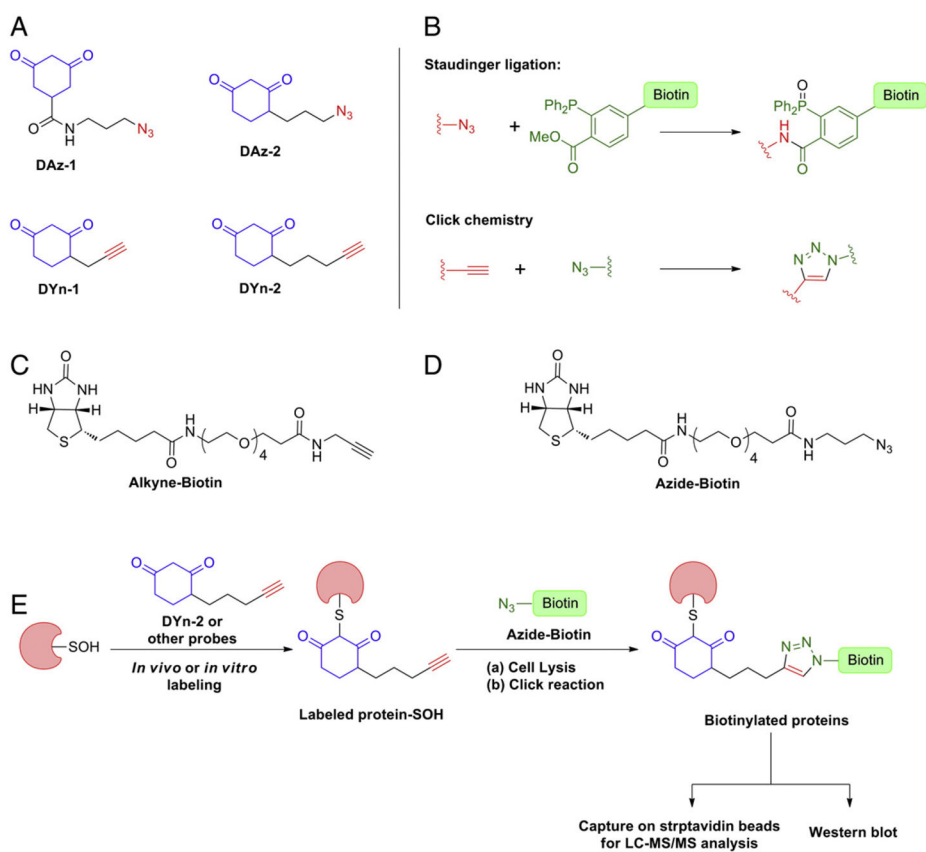 A
O
O
O
N
H
N3
DAz-1
O
O
N3
DAz-2
O
O
DYn-1
O
O
DYn-2
B
Staudinger ligation:
N3
+
Ph2P
MeO
O
Biotin
O
Ph2P
H
N
O
Biotin
Click chemistry
+
N3
N
N
N
C
O
HN
NH
H
H
S
O
H
N
O
4
O
N
H
Alkyne-Biotin
D
O
HN
NH
H
H
S
O
H
N
O
4
O
N
H
N3
Azide-Biotin
E
SOH
O
O
DYn-2 or
other probes
In vivo or in vitro
labeling
S
O
O
Labeled protein-SOH
N3
Biotin
Azide-Biotin
(a) Cell Lysis
(b) Click reaction
S
O
O
N
N
N
Biotin
Biotinylated proteins
Capture on strptavidin beads
for LC-MS/MS analysis
Western blot